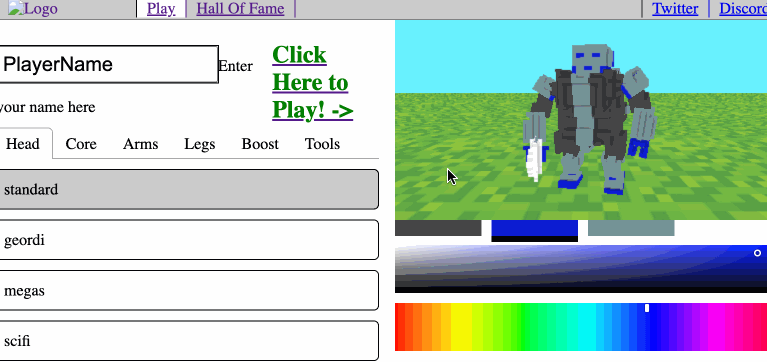 Logo
Play
Hall Of Fame
Twitter
Discord
PlayerName
Enter
your name here
Click
Here to
Play! ->
Head
Core
Arms
Legs
Boost
Tools
standard
geordi
megas
scifi